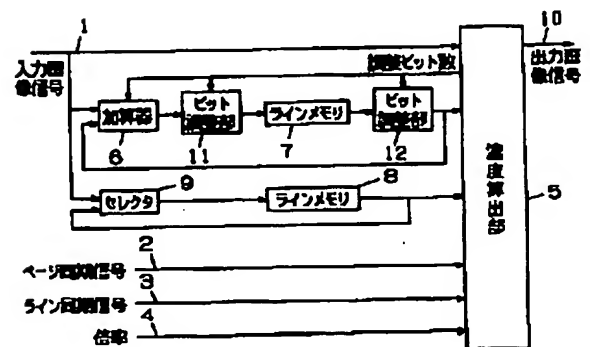 1
10
入力画
像信号
調整ビット数
出力画
像信号
加算器
ビット
調整部
ラインメモリ
ビット
調整部
6
11
7
12
9
8
セレクタ
ラインメモリ
濃度算出部
5
2
ページ同期信号
3
ライン同期信号
4
倍率